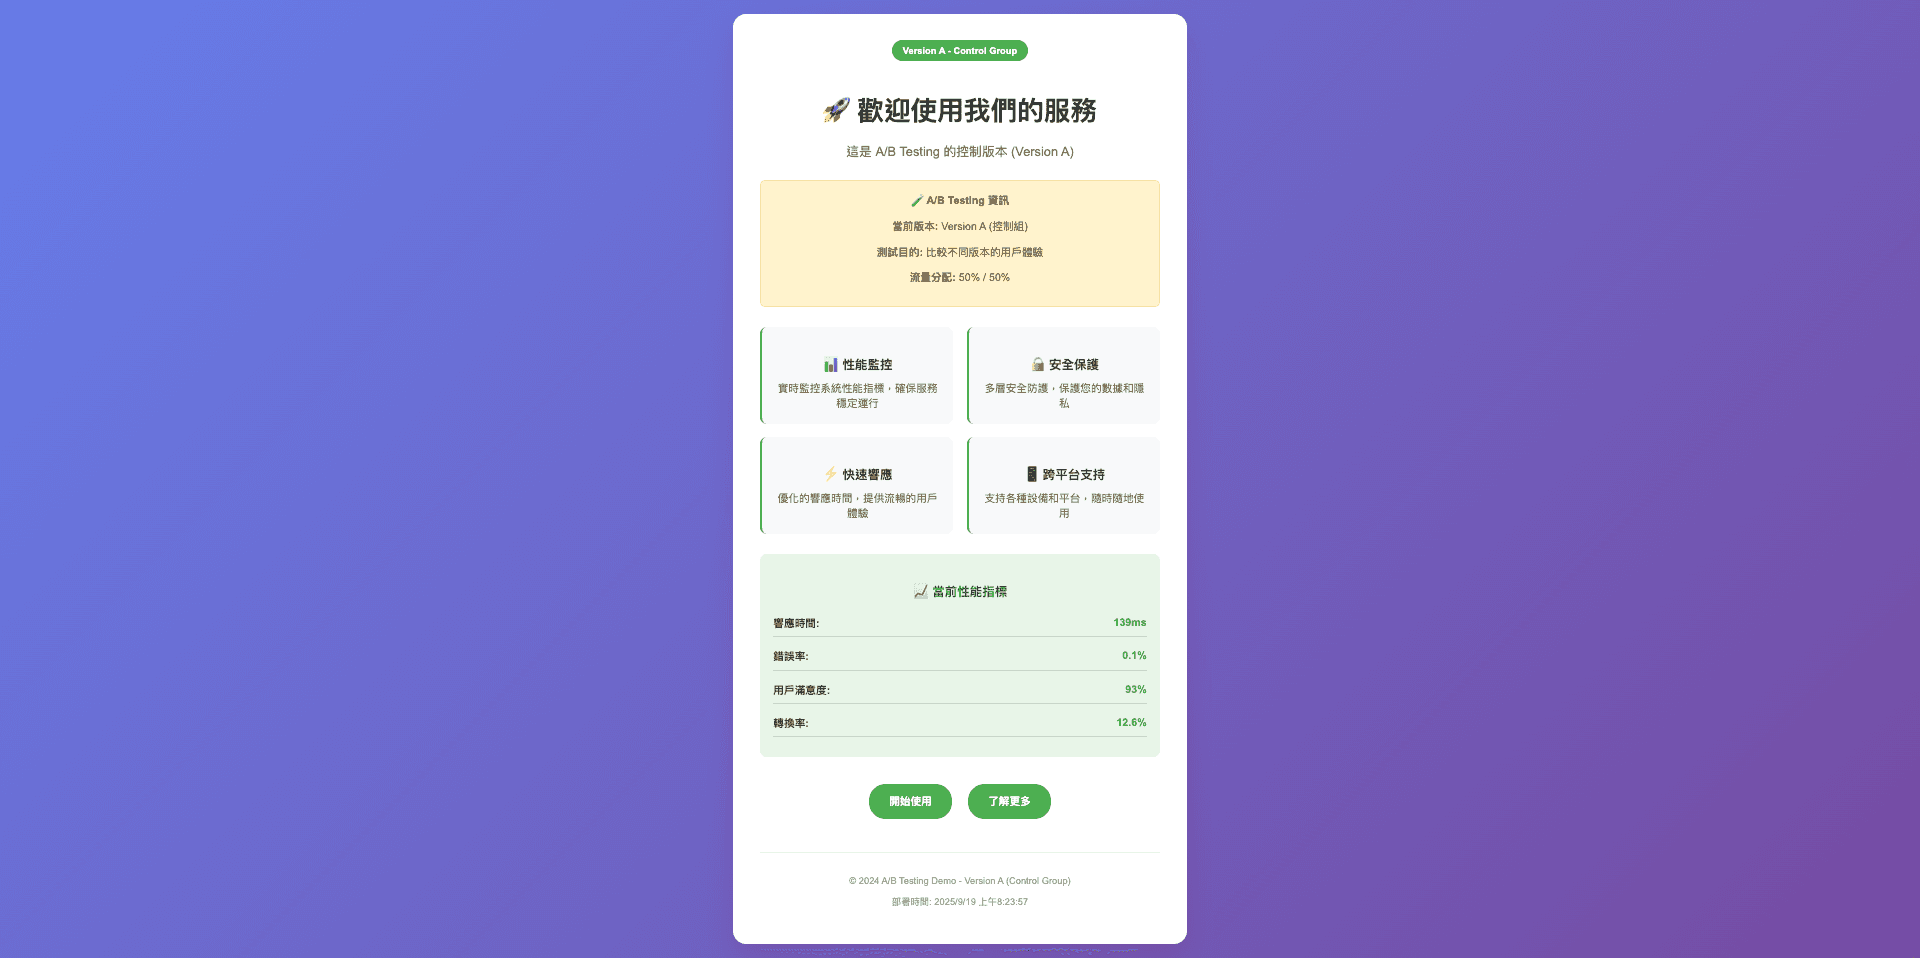 Version A - Control Group
🚀 歡迎使用我們的服務
這是 A/B Testing 的控制版本 (Version A)
🧪 A/B Testing 資訊
當前版本: Version A (控制組)
測試目的: 比較不同版本的用戶體驗
流量分配: 50% / 50%
📊 性能監控
實時監控系統性能指標，確保服務
穩定運行
🔒 安全保護
多層安全防護，保護您的數據和隱
私
⚡ 快速響應
優化的響應時間，提供流暢的用戶
體驗
📱 跨平台支持
支持各種設備和平台，隨時隨地使
用
📈 當前性能指標
響應時間: 139ms
錯誤率: 0.1%
用戶滿意度: 93%
轉換率: 12.6%
開始使用
了解更多
© 2024 A/B Testing Demo - Version A (Control Group)
部署時間: 2025/9/19 上午8:23:57